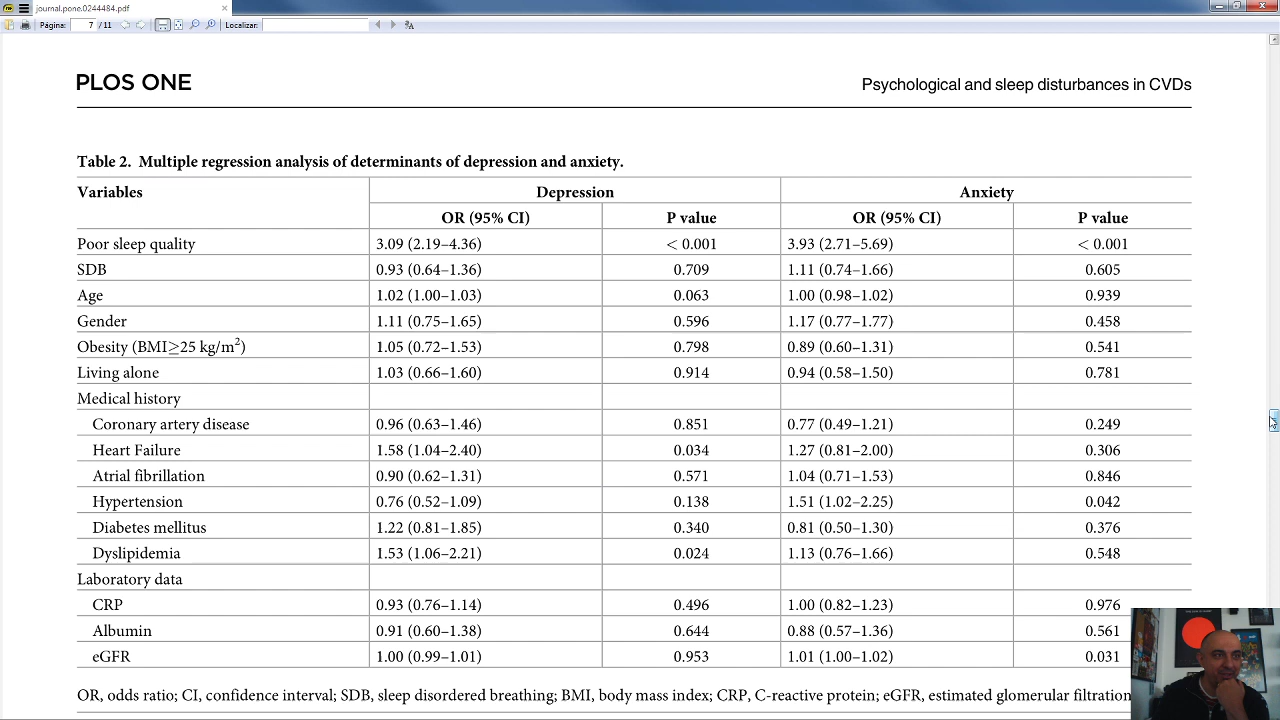 journal.pone.0244484.pdf
Página: 7 / 11 Localizar:
PLOS ONE Psychological and sleep disturbances in CVDs
Table 2. Multiple regression analysis of determinants of depression and anxiety.
Variables Depression Anxiety
OR (95% CI) P value OR (95% CI) P value
Poor sleep quality 3.09 (2.19–4.36) < 0.001 3.93 (2.71–5.69) < 0.001
SDB 0.93 (0.64–1.36) 0.709 1.11 (0.74–1.66) 0.605
Age 1.02 (1.00–1.03) 0.063 1.00 (0.98–1.02) 0.939
Gender 1.11 (0.75–1.65) 0.596 1.17 (0.77–1.77) 0.458
Obesity (BMI≥25 kg/m²) 1.05 (0.72–1.53) 0.798 0.89 (0.60–1.31) 0.541
Living alone 1.03 (0.66–1.60) 0.914 0.94 (0.58–1.50) 0.781
Medical history
Coronary artery disease 0.96 (0.63–1.46) 0.851 0.77 (0.49–1.21) 0.249
Heart Failure 1.58 (1.04–2.40) 0.034 1.27 (0.81–2.00) 0.306
Atrial fibrillation 0.90 (0.62–1.31) 0.571 1.04 (0.71–1.53) 0.846
Hypertension 0.76 (0.52–1.09) 0.138 1.51 (1.02–2.25) 0.042
Diabetes mellitus 1.22 (0.81–1.85) 0.340 0.81 (0.50–1.30) 0.376
Dyslipidemia 1.53 (1.06–2.21) 0.024 1.13 (0.76–1.66) 0.548
Laboratory data
CRP 0.93 (0.76–1.14) 0.496 1.00 (0.82–1.23) 0.976
Albumin 0.91 (0.60–1.38) 0.644 0.88 (0.57–1.36) 0.561
eGFR 1.00 (0.99–1.01) 0.953 1.01 (1.00–1.02) 0.031
OR, odds ratio; CI, confidence interval; SDB, sleep disordered breathing; BMI, body mass index; CRP, C-reactive protein; eGFR, estimated glomerular filtration